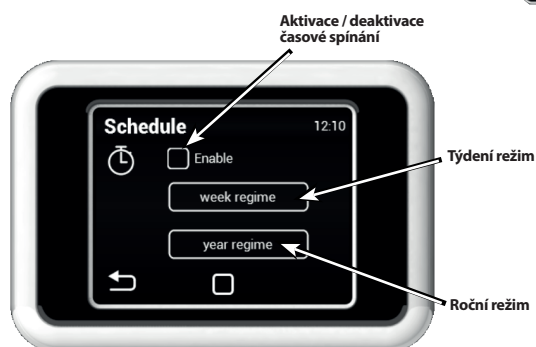 Aktivace / deaktivace
časové spínání
Schedule 12:10
Enable
week regime
Týdení režim
year regime
Roční režim